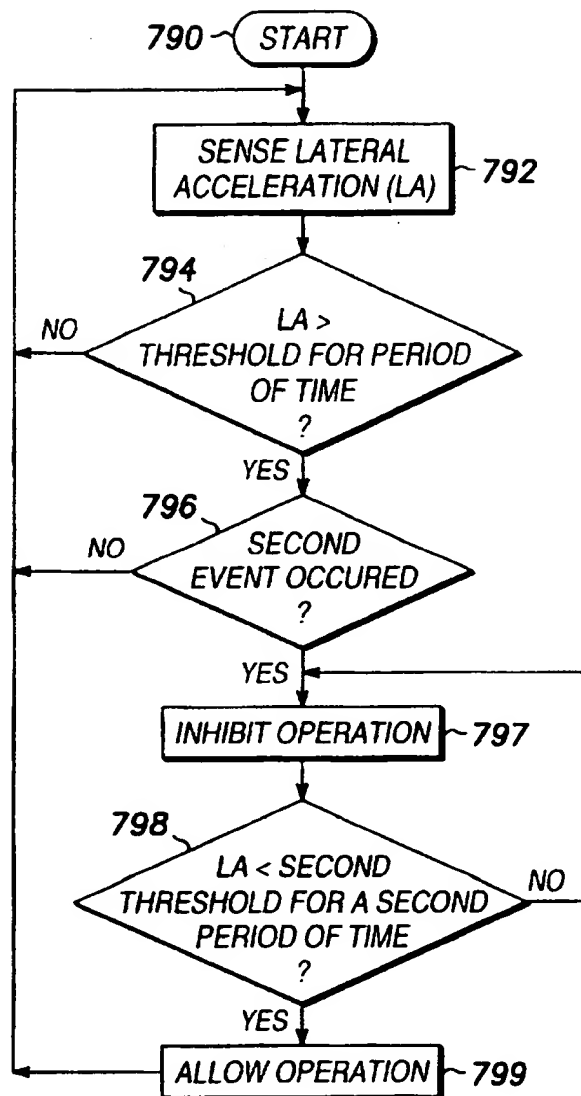 790
START
SENSE LATERAL
ACCELERATION (LA)
792
794
NO
LA >
THRESHOLD FOR PERIOD
OF TIME
?
YES
796
NO
SECOND
EVENT OCCURED
?
YES
INHIBIT OPERATION
797
798
LA < SECOND
THRESHOLD FOR A SECOND
PERIOD OF TIME
?
NO
YES
ALLOW OPERATION
799